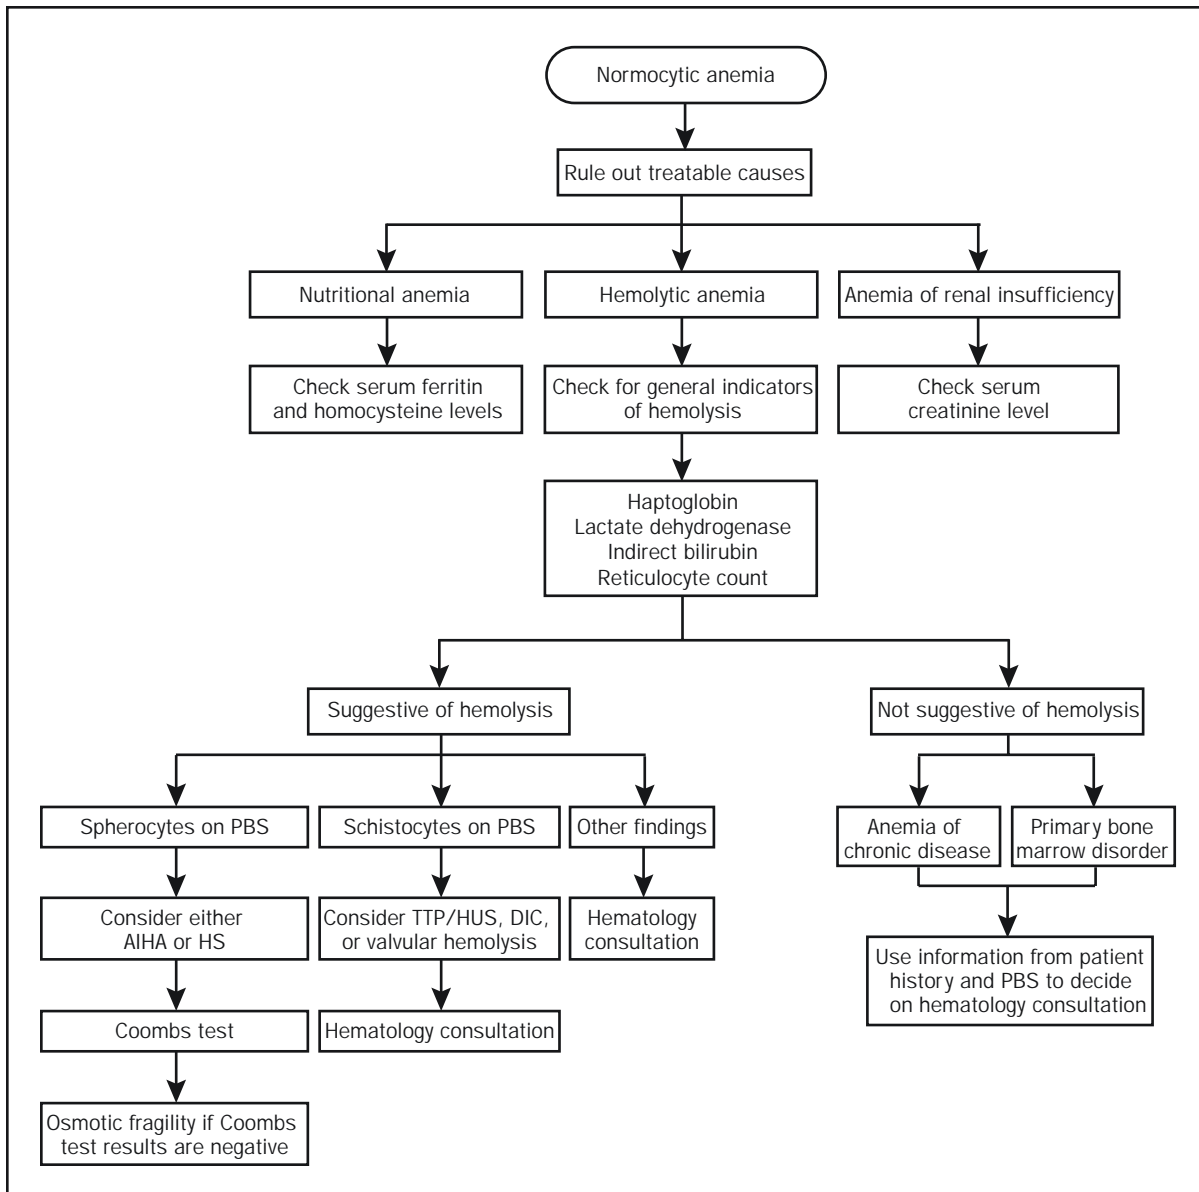 Normocytic anemia
Rule out treatable causes
Nutritional anemia
Hemolytic anemia
Anemia of renal insufficiency
Check serum ferritin
and homocysteine levels
Check for general indicators
of hemolysis
Check serum
creatinine level
Haptoglobin
Lactate dehydrogenase
Indirect bilirubin
Reticulocyte count
Suggestive of hemolysis
Not suggestive of hemolysis
Spherocytes on PBS
Schistocytes on PBS
Other findings
Anemia of
chronic disease
Primary bone
marrow disorder
Consider either
AIHA or HS
Consider TTP/HUS, DIC,
or valvular hemolysis
Hematology
consultation
Use information from patient
history and PBS to decide
on hematology consultation
Coombs test
Hematology consultation
Osmotic fragility if Coombs
test results are negative